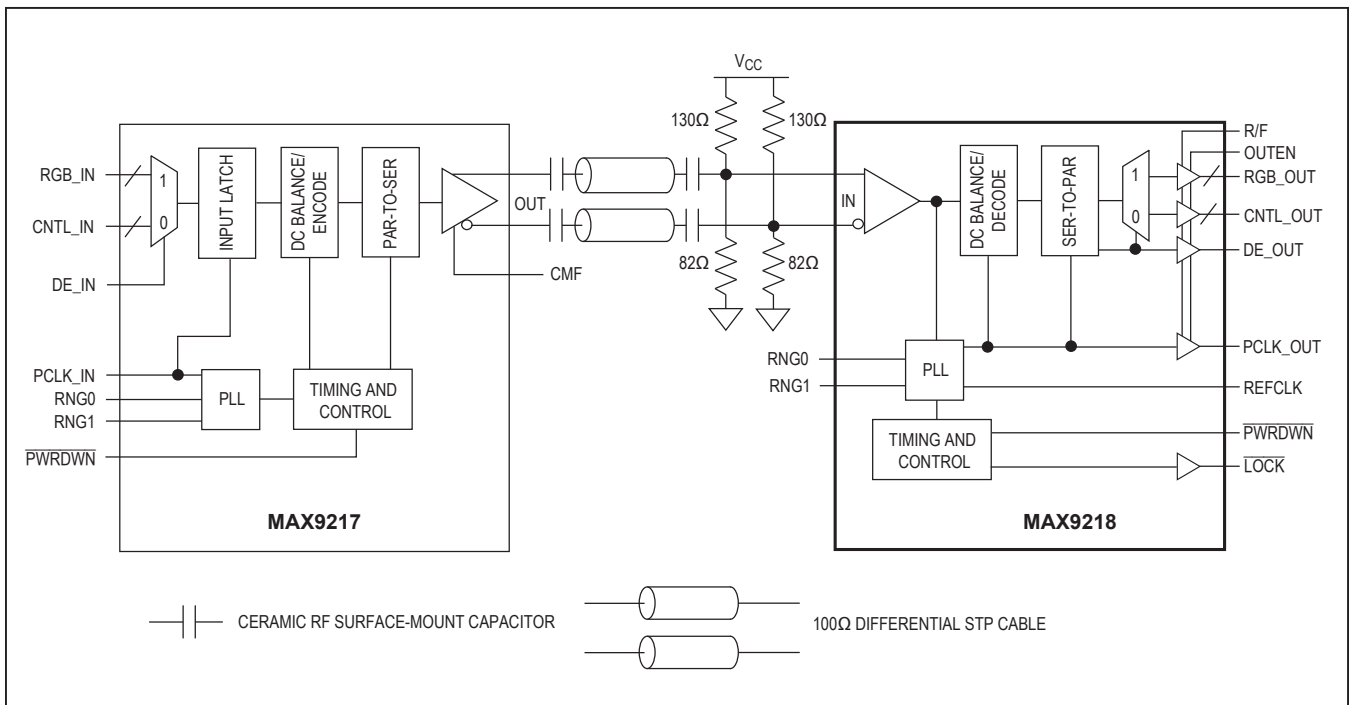 VCC
130Ω
130Ω
82Ω
82Ω
RGB_IN
CNTL_IN
DE_IN
PCLK_IN
RNG0
RNG1
PWRDWN
1
0
INPUT LATCH
DC BALANCE/
ENCODE
PAR-TO-SER
PLL
TIMING AND
CONTROL
OUT
CMF
MAX9217
IN
RNG0
RNG1
PLL
TIMING AND
CONTROL
DC BALANCE/
DECODE
SER-TO-PAR
1
0
R/F
OUTEN
RGB_OUT
CNTL_OUT
DE_OUT
PCLK_OUT
REFCLK
PWRDWN
LOCK
MAX9218
CERAMIC RF SURFACE-MOUNT CAPACITOR
100Ω DIFFERENTIAL STP CABLE